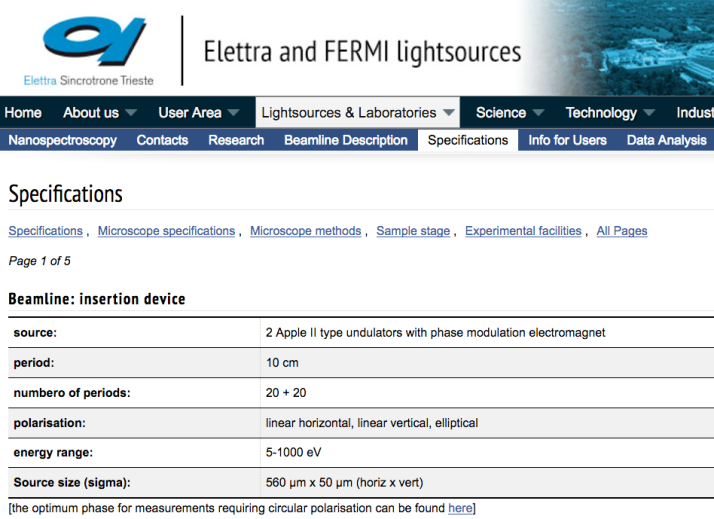 Elettra and FERMI lightsources
Elettra Sincrotrone Trieste
Home About us User Area Lightsources & Laboratories Science Technology Indust
Nanospectroscopy Contacts Research Beamline Description Specifications Info for Users Data Analysis
Specifications
Specifications , Microscope specifications , Microscope methods , Sample stage , Experimental facilities , All Pages
Page 1 of 5
Beamline: insertion device
source: 2 Apple II type undulators with phase modulation electromagnet
period: 10 cm
numbero of periods: 20 + 20
polarisation: linear horizontal, linear vertical, elliptical
energy range: 5-1000 eV
Source size (sigma): 560 µm x 50 µm (horiz x vert)
[the optimum phase for measurements requiring circular polarisation can be found here]